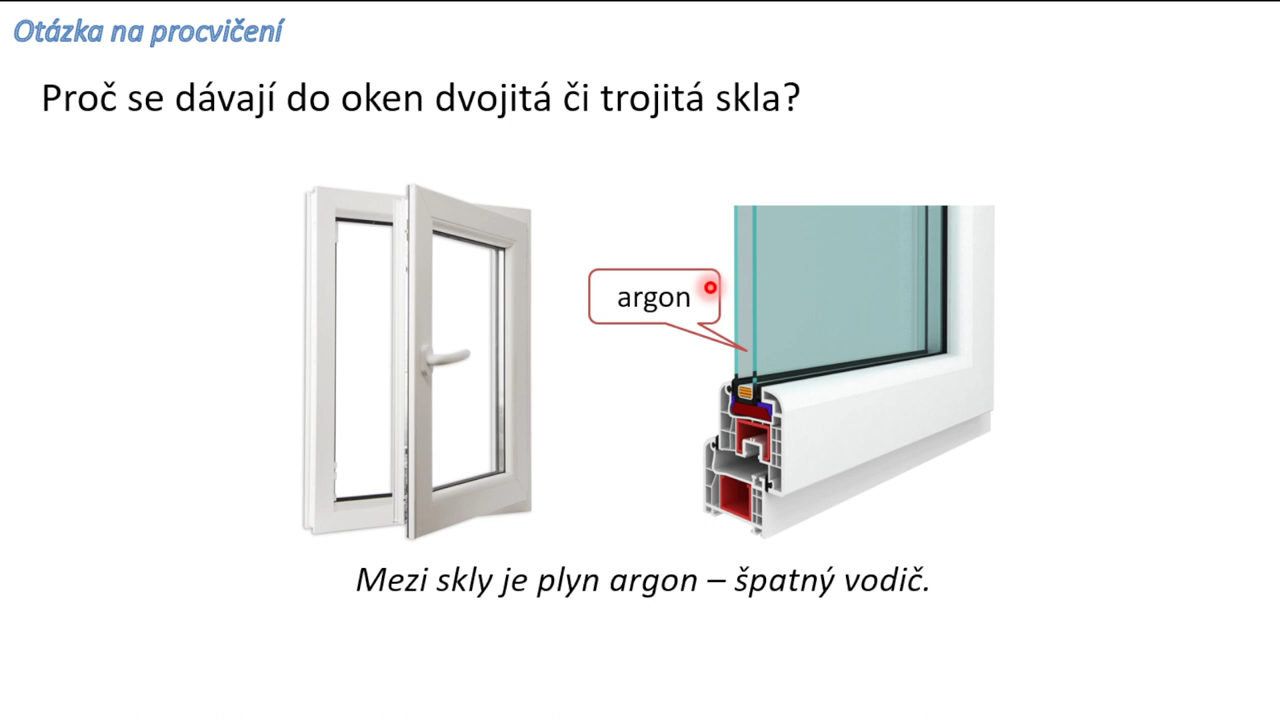 Otázka na procvičení
Proč se dávají do oken dvojitá či trojitá skla?
argon
Mezi skly je plyn argon – špatný vodič.